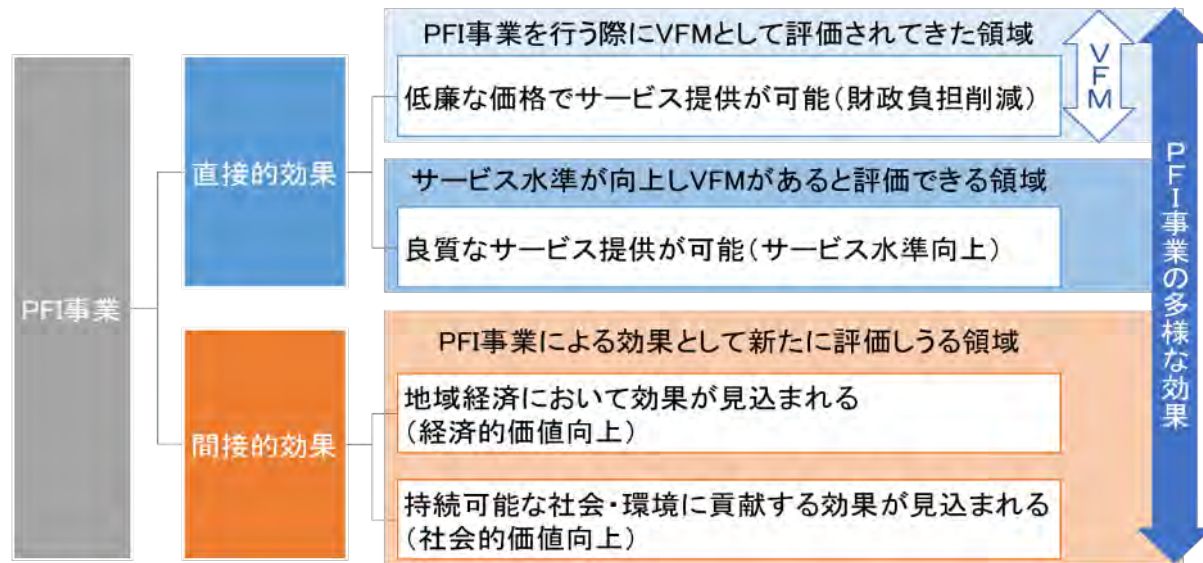 PFI事業
直接的効果
間接的効果
PFI事業を行う際にVFMとして評価されてきた領域
低廉な価格でサービス提供が可能(財政負担削減)
VFM
サービス水準が向上しVFMがあると評価できる領域
良質なサービス提供が可能(サービス水準向上)
PFI事業による効果として新たに評価しうる領域
地域経済において効果が見込まれる
(経済的価値向上)
持続可能な社会・環境に貢献する効果が見込まれる
(社会的価値向上)
PFI事業の多様な効果